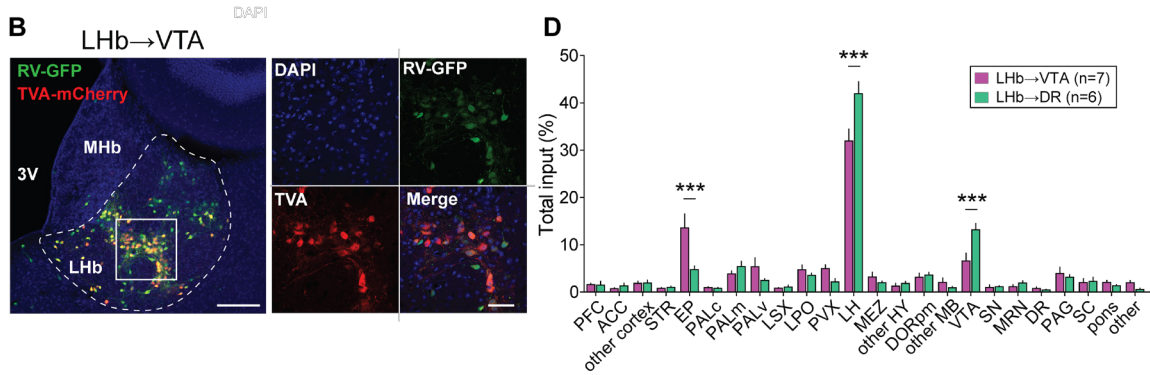 DAPI
B
LHb→VTA
RV-GFP
TVA-mCherry
MHb
3V
LHb
DAPI
RV-GFP
TVA
Merge
D
Total input (%)
50
40
30
20
10
0
***
***
***
LHb→VTA (n=7)
LHb→DR (n=6)
PFC
ACC
other cortex
STR
EP
PALc
PALm
PALv
LSX
LPO
PVX
LH
MEZ
other HY
DORpm
other MB
VTA
SN
MRN
DR
PAG
SC
pons
other